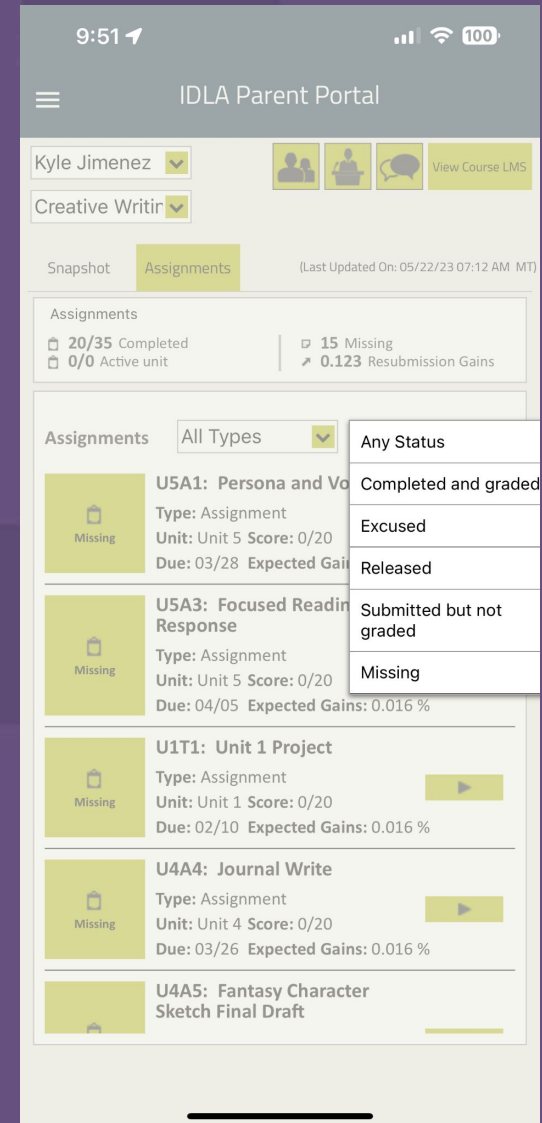 9:51
100
IDLA Parent Portal
Kyle Jimenez
View Course LMS
Creative Writin
Snapshot
Assignments
(Last Updated On: 05/22/23 07:12 AM MT)
Assignments
20/35 Completed
15 Missing
0/0 Active unit
0.123 Resubmission Gains
Assignments
All Types
Any Status
Completed and graded
Excused
Released
Submitted but not
graded
Missing
U5A1: Persona and Vo
Missing
Type: Assignment
Unit: Unit 5 Score: 0/20
Due: 03/28 Expected Gai
U5A3: Focused Readin
Response
Missing
Type: Assignment
Unit: Unit 5 Score: 0/20
Due: 04/05 Expected Gains: 0.016 %
U1T1: Unit 1 Project
Missing
Type: Assignment
Unit: Unit 1 Score: 0/20
Due: 02/10 Expected Gains: 0.016 %
U4A4: Journal Write
Missing
Type: Assignment
Unit: Unit 4 Score: 0/20
Due: 03/26 Expected Gains: 0.016 %
U4A5: Fantasy Character
Sketch Final Draft